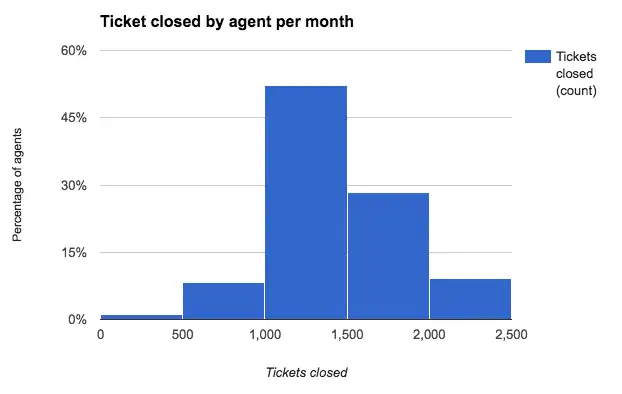 Ticket closed by agent per month
60%
45%
30%
15%
0%
Percentage of agents
0 500 1,000 1,500 2,000 2,500
Tickets closed
Tickets
closed
(count)